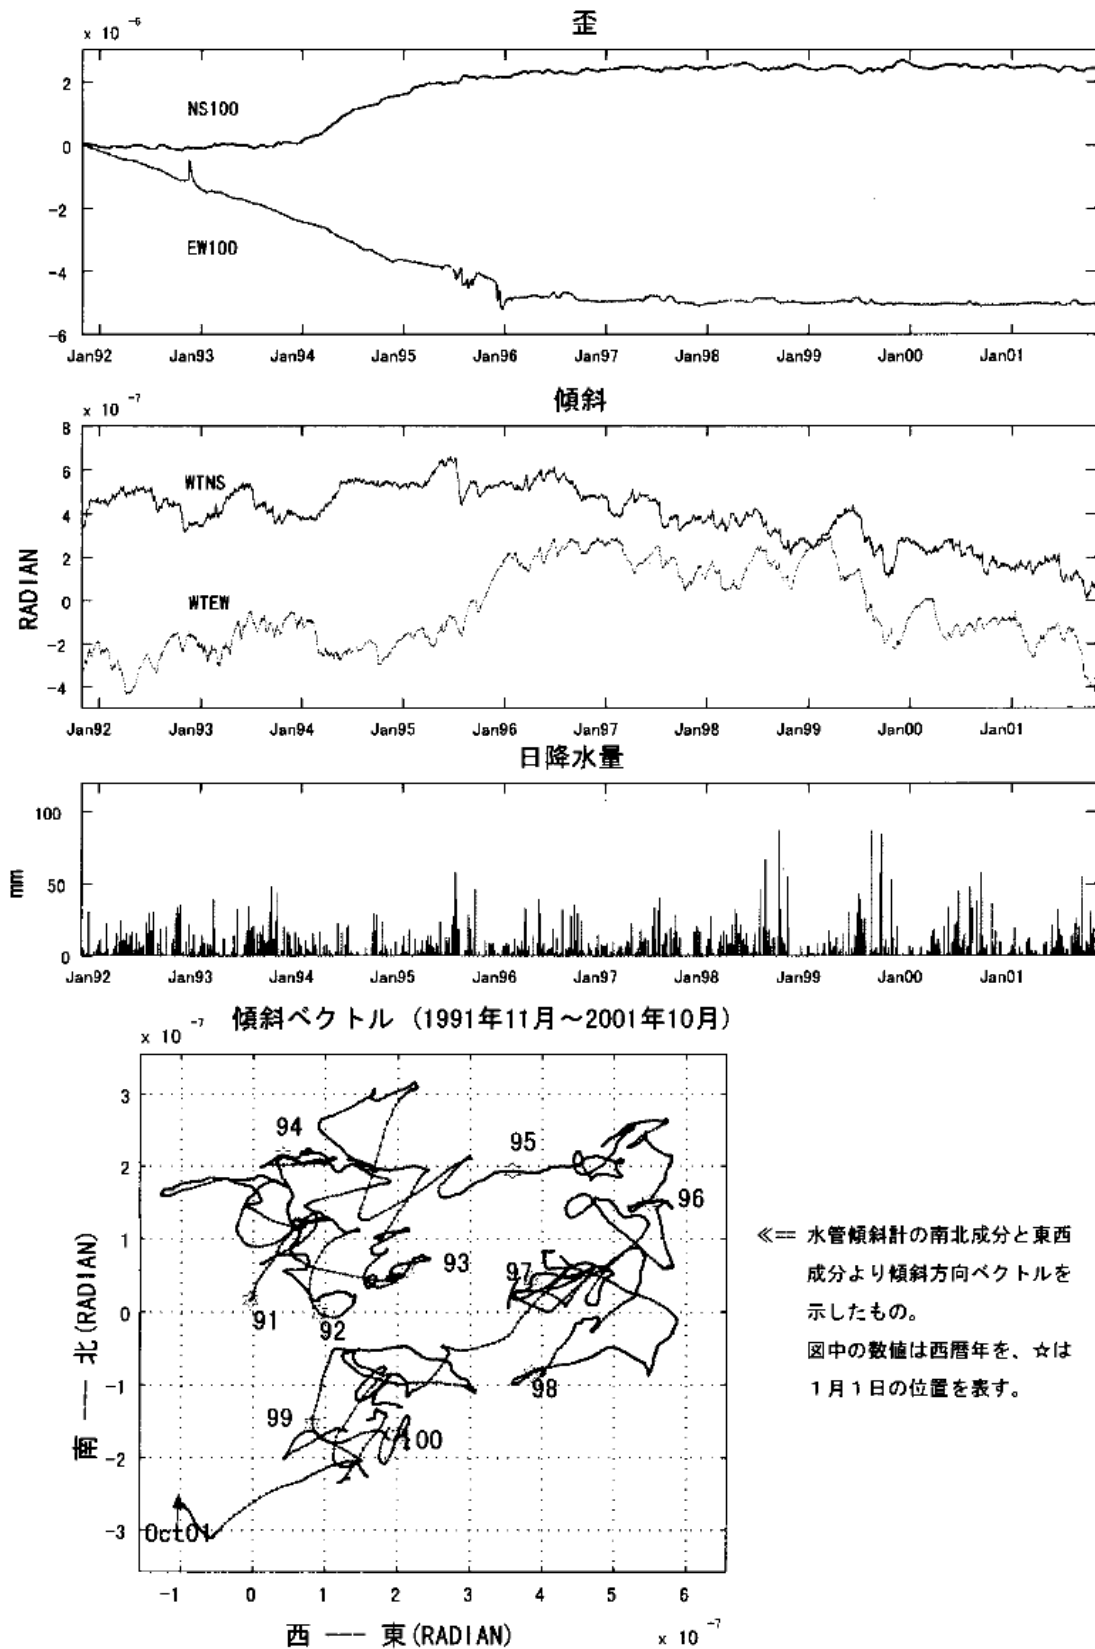 歪
x 10 -6
2
0
-2
-4
-6
NS100
EW100
Jan92 Jan93 Jan94 Jan95 Jan96 Jan97 Jan98 Jan99 Jan00 Jan01
傾斜
x 10 -7
RADIAN
8
6
4
2
0
-2
-4
WTNS
WTEW
Jan92 Jan93 Jan94 Jan95 Jan96 Jan97 Jan98 Jan99 Jan00 Jan01
日降水量
mm
100
50
0
Jan92 Jan93 Jan94 Jan95 Jan96 Jan97 Jan98 Jan99 Jan00 Jan01
傾斜ベクトル (1991年11月~2001年10月)
x 10 -7
南 --- 北(RADIAN)
3
2
1
0
-1
-2
-3
94
95
96
93
97
91
92
98
99
100
Oct01
-1 0 1 2 3 4 5 6
西 --- 東(RADIAN)
x 10 -7
≪== 水管傾斜計の南北成分と東西
成分より傾斜方向ベクトルを
示したもの。
図中の数値は西暦年を、☆は
1月1日の位置を表す。